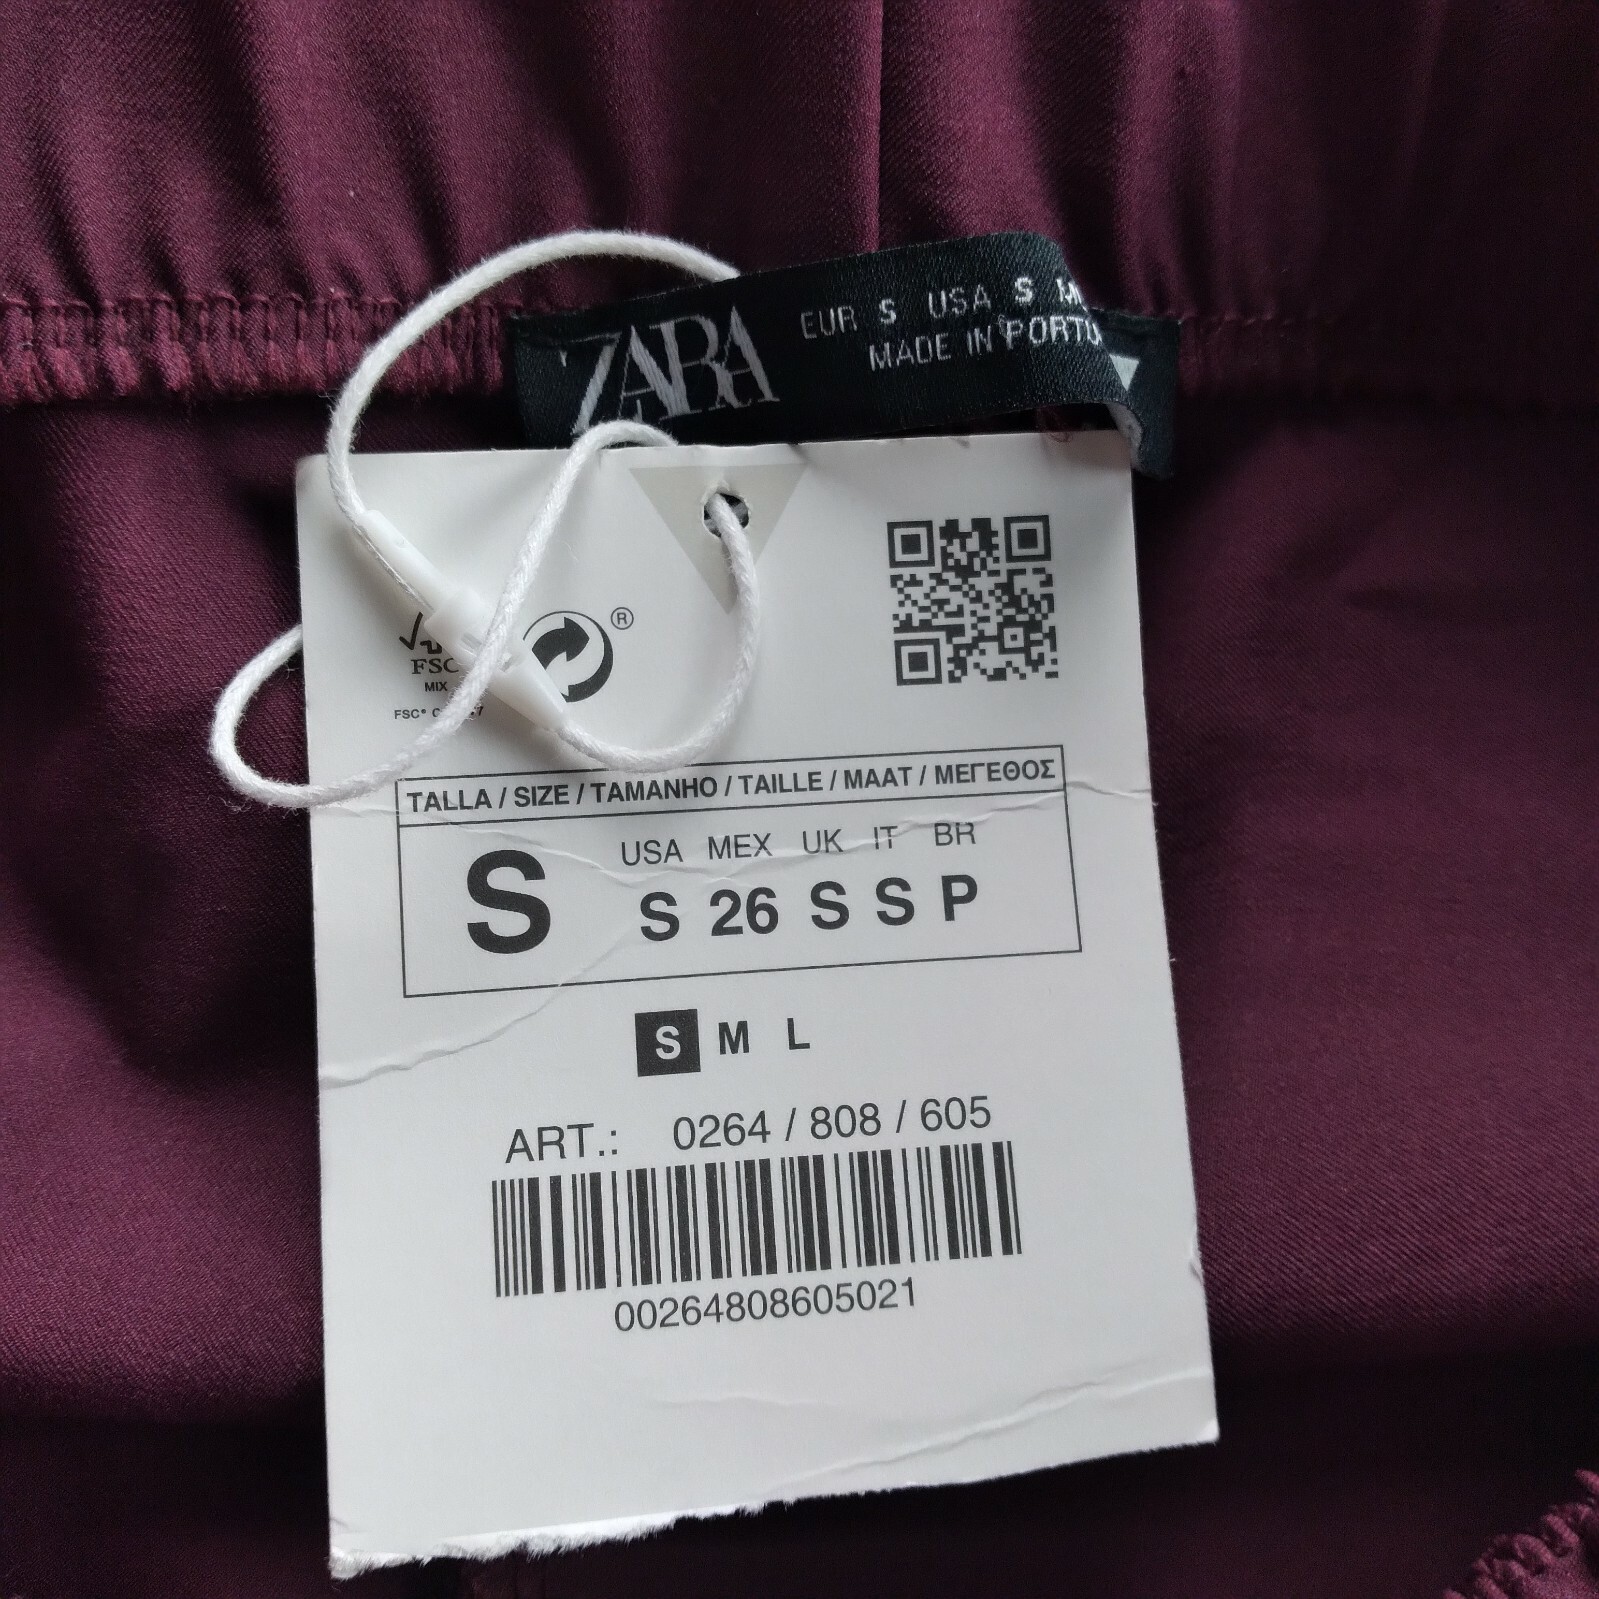 ZARA
EUR S USA S
MADE IN
®
FSC
MIX
FSC®
TALLA / SIZE / TAMANHO / TAILLE / MAAT / ΜΕΓΕΘΟΣ
USA MEX UK IT BR
S S 26 S S P
S M L
ART.: 0264 / 808 / 605
00264808605021